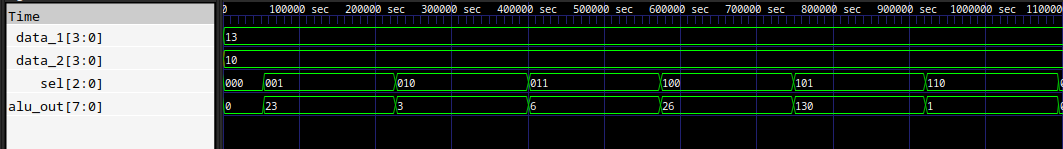 Time 0 100000 sec 200000 sec 300000 sec 400000 sec 500000 sec 600000 sec 700000 sec 800000 sec 900000 sec 1000000 sec 110000
data_1[3:0] 13
data_2[3:0] 10
sel[2:0] 000 001 010 011 100 101 110
alu_out[7:0] 0 23 3 6 26 130 1